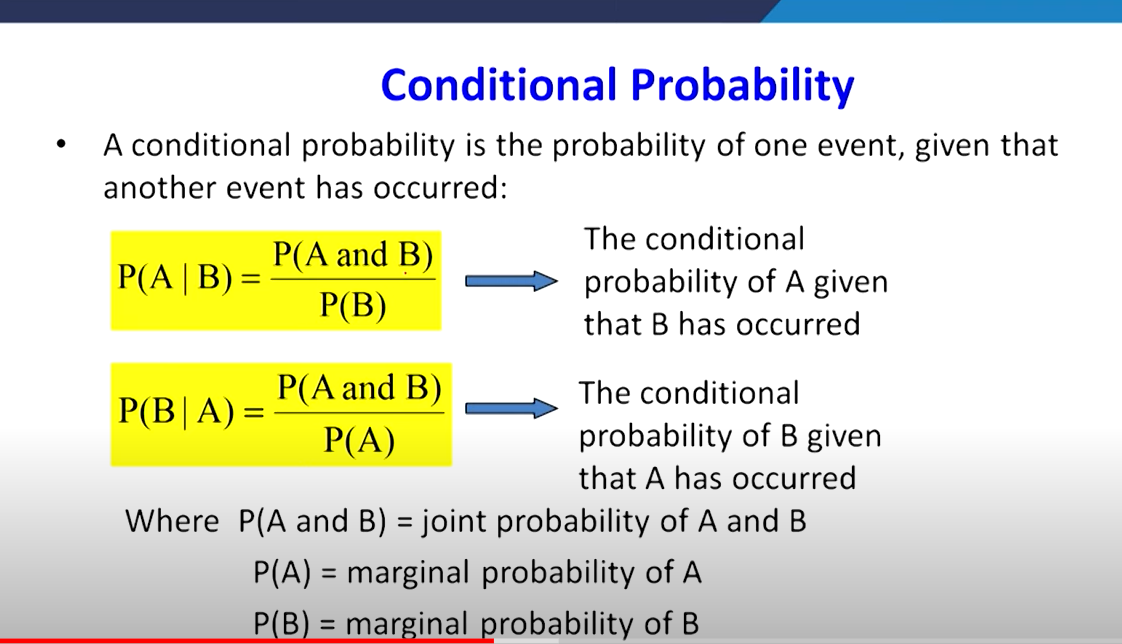 Conditional Probability
• A conditional probability is the probability of one event, given that
another event has occurred:
P(A | B) = P(A and B) / P(B)
The conditional
probability of A given
that B has occurred
P(B | A) = P(A and B) / P(A)
The conditional
probability of B given
that A has occurred
Where P(A and B) = joint probability of A and B
P(A) = marginal probability of A
P(B) = marginal probability of B